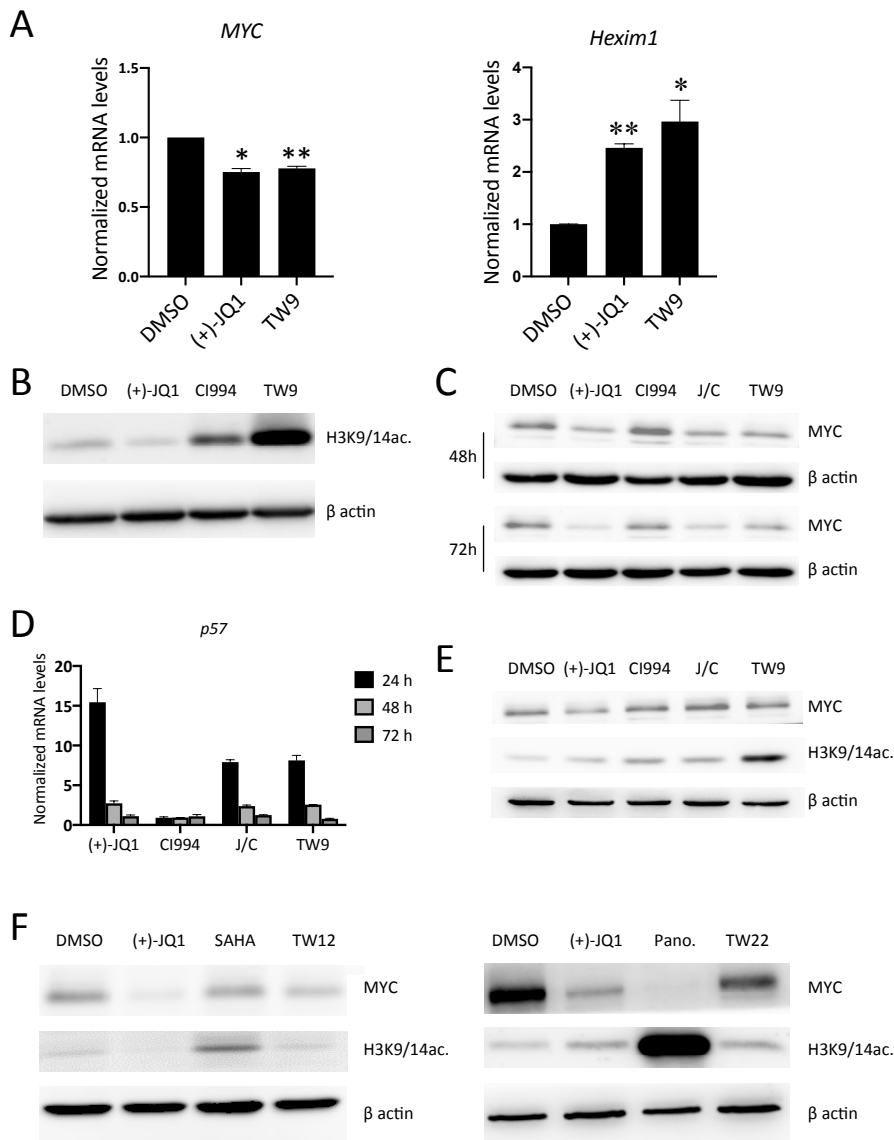 A
MYC
Normalized mRNA levels
1.5
1.0
0.5
0.0
*
**
DMSO
(+)-JQ1
TW9
Hexim1
Normalized mRNA levels
4
3
2
1
0
**
*
DMSO
(+)-JQ1
TW9
B
DMSO (+)-JQ1 CI994 TW9
H3K9/14ac.
β actin
C
DMSO (+)-JQ1 CI994 J/C TW9
48h
MYC
β actin
72h
MYC
β actin
D
p57
Normalized mRNA levels
20
15
10
5
0
(+)-JQ1 CI994 J/C TW9
24 h
48 h
72 h
E
DMSO (+)-JQ1 CI994 J/C TW9
MYC
H3K9/14ac.
β actin
F
DMSO (+)-JQ1 SAHA TW12
MYC
H3K9/14ac.
β actin
DMSO (+)-JQ1 Pano. TW22
MYC
H3K9/14ac.
β actin